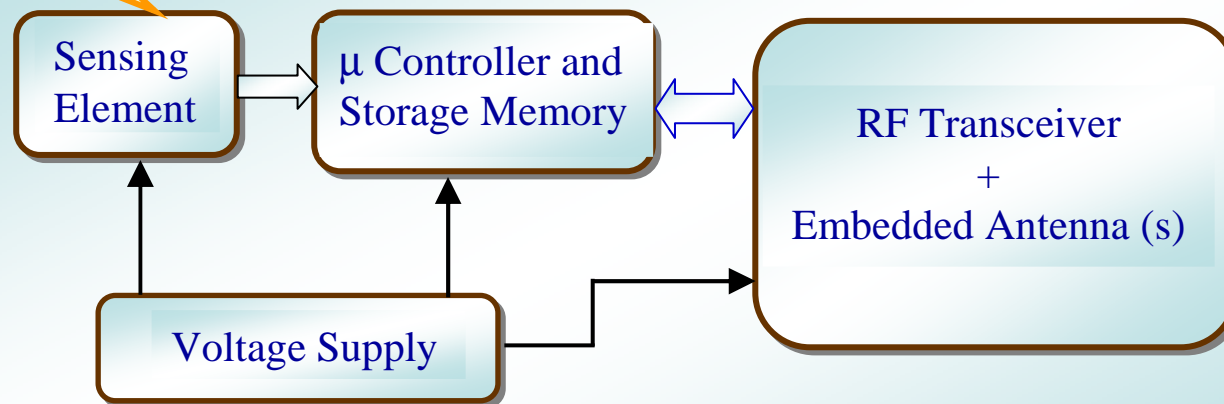 Sensing
Element
μ Controller and
Storage Memory
RF Transceiver
+
Embedded Antenna (s)
Voltage Supply